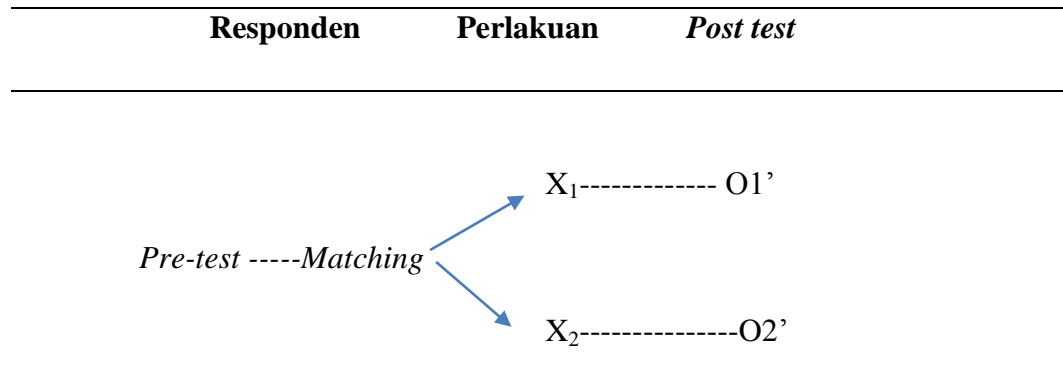 Responden Perlakuan Post test
X₁------------- O1’
Pre-test -----Matching
X₂---------------O2’